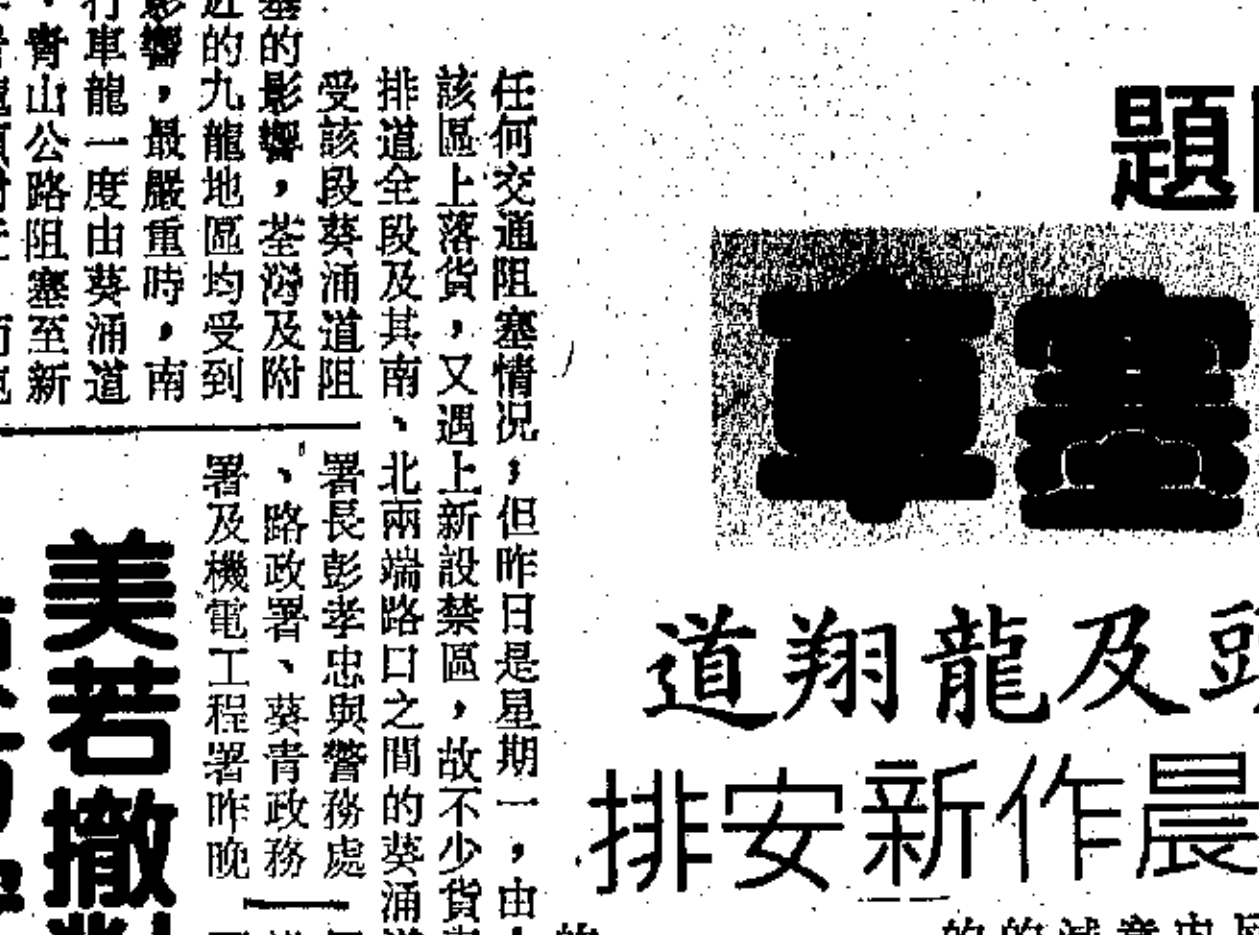 題
塞車
頭及龍翔道
晨作新安排
任何交通阻塞情況，但昨日是星期一，由
該區上落貨，又遇上新設禁區，故不少貨
排道全段及其南、北兩端路口之間的葵涌
受該段葵涌道阻
塞的影響，荃灣及附
近的九龍地區均受到
影響，最嚴重時，南
行車龍一度由葵涌道
、青山公路阻塞至新
署長彭孝忠與警務處
、路政署、葵青政務
署及機電工程署昨晚
美若撤